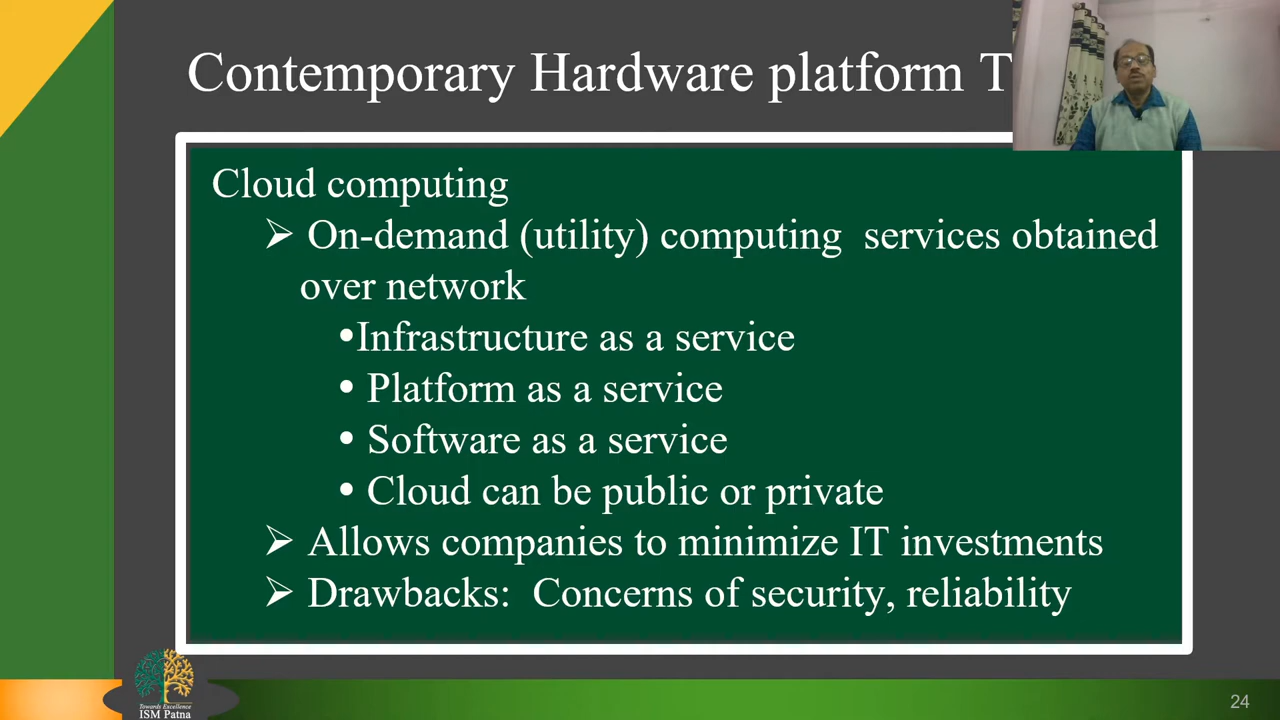 Contemporary Hardware platform T
Cloud computing
➢ On-demand (utility) computing services obtained
over network
•Infrastructure as a service
• Platform as a service
• Software as a service
• Cloud can be public or private
➢ Allows companies to minimize IT investments
➢ Drawbacks: Concerns of security, reliability
Towards Excellence
ISM Patna
24